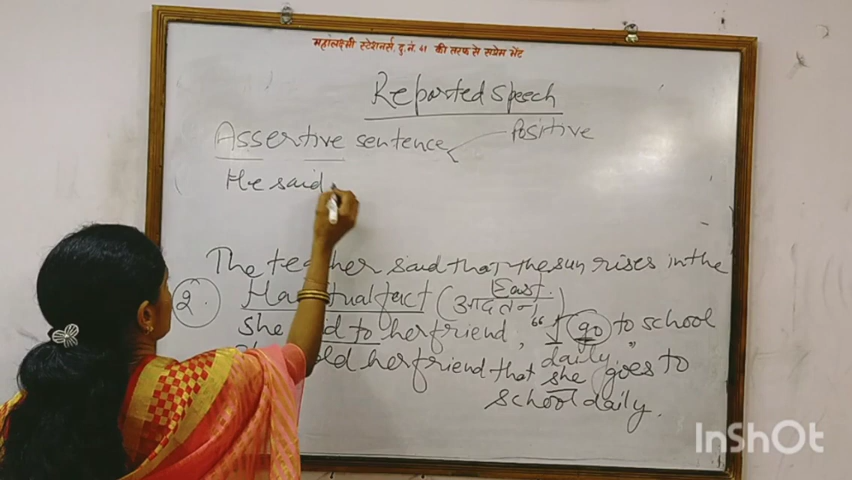 महालक्ष्मी स्टेशनर्स, दु. नं. 41 की तरफ से सप्रेम भेंट
Reported speech
Assertive sentence Positive
He said
The teacher said that the sun rises in the
East.
2. Habitual fact (आदतन)
She said to her friend, "I go to school
daily."
told her friend that she goes to
school daily.
InShOt